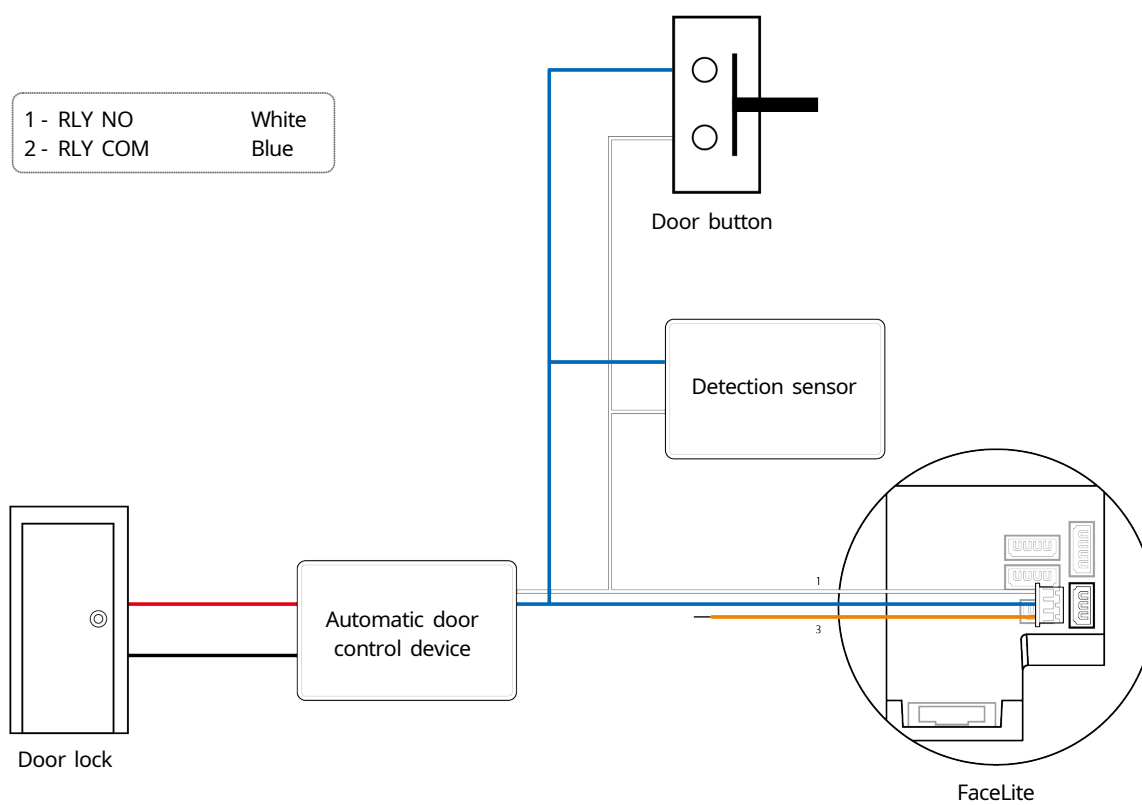 1 - RLY NO White
2 - RLY COM Blue
Door button
Detection sensor
1
3
Automatic door
control device
Door lock
FaceLite